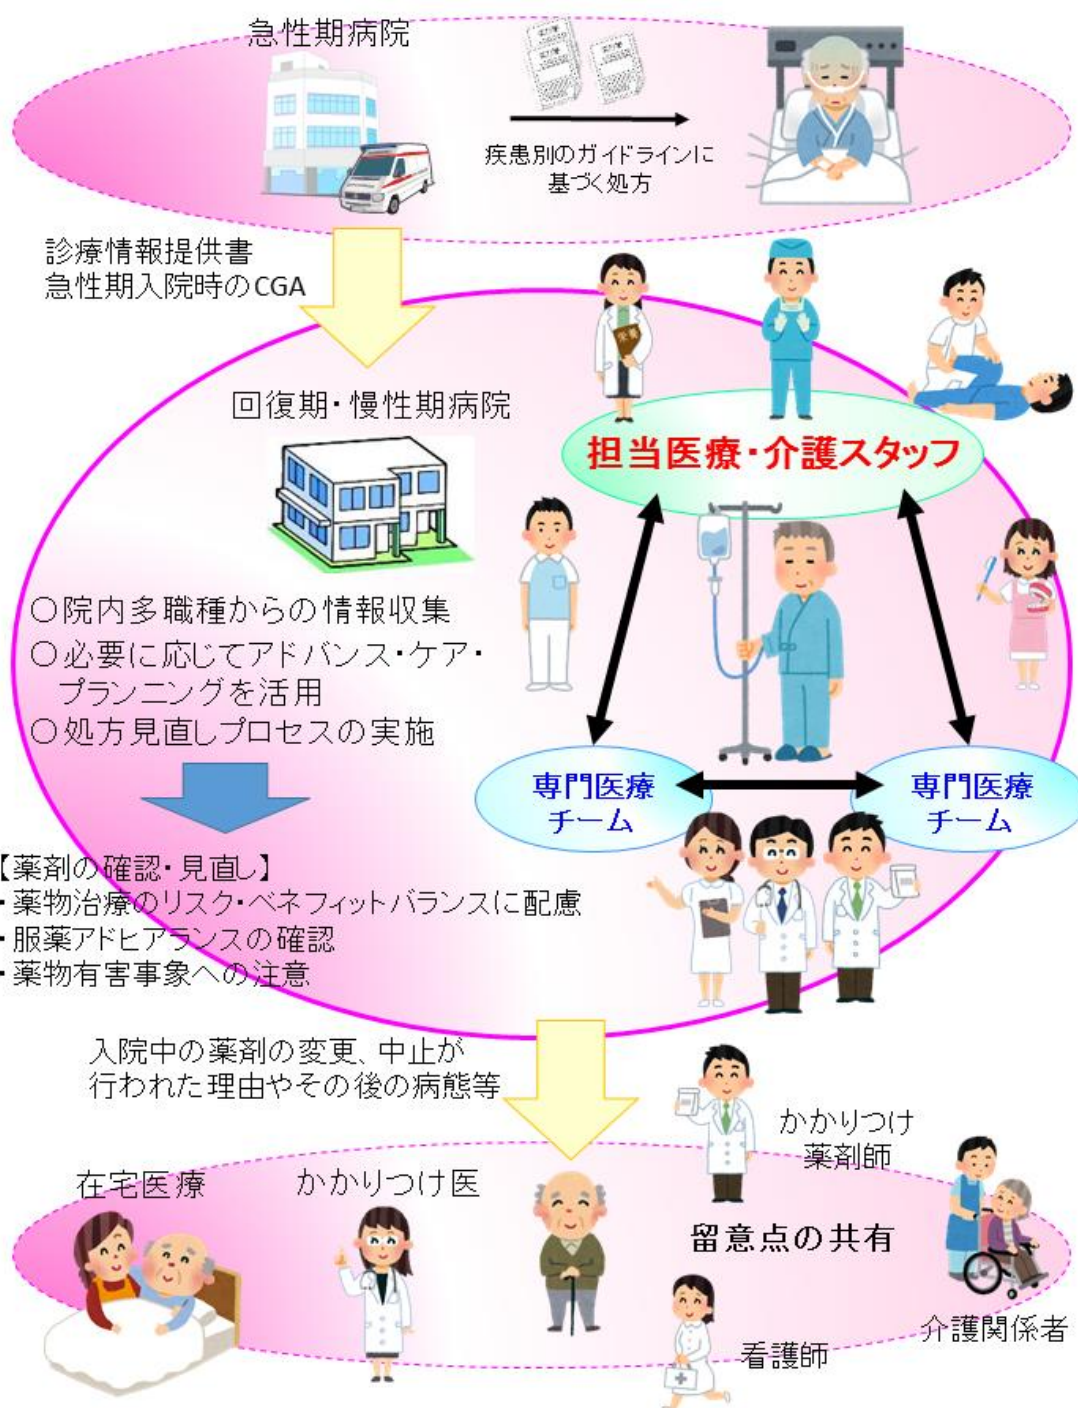 急性期病院
疾患別のガイドラインに
基づく処方
診療情報提供書
急性期入院時のCGA
回復期・慢性期病院
栄養
担当医療・介護スタッフ
○院内多職種からの情報収集
○必要に応じてアドバンス・ケア・
プランニングを活用
○処方見直しプロセスの実施
専門医療
チーム
専門医療
チーム
【薬剤の確認・見直し】
・薬物治療のリスク・ベネフィットバランスに配慮
・服薬アドヒアランスの確認
・薬物有害事象への注意
入院中の薬剤の変更、中止が
行われた理由やその後の病態等
かかりつけ
薬剤師
在宅医療
かかりつけ医
留意点の共有
介護関係者
看護師